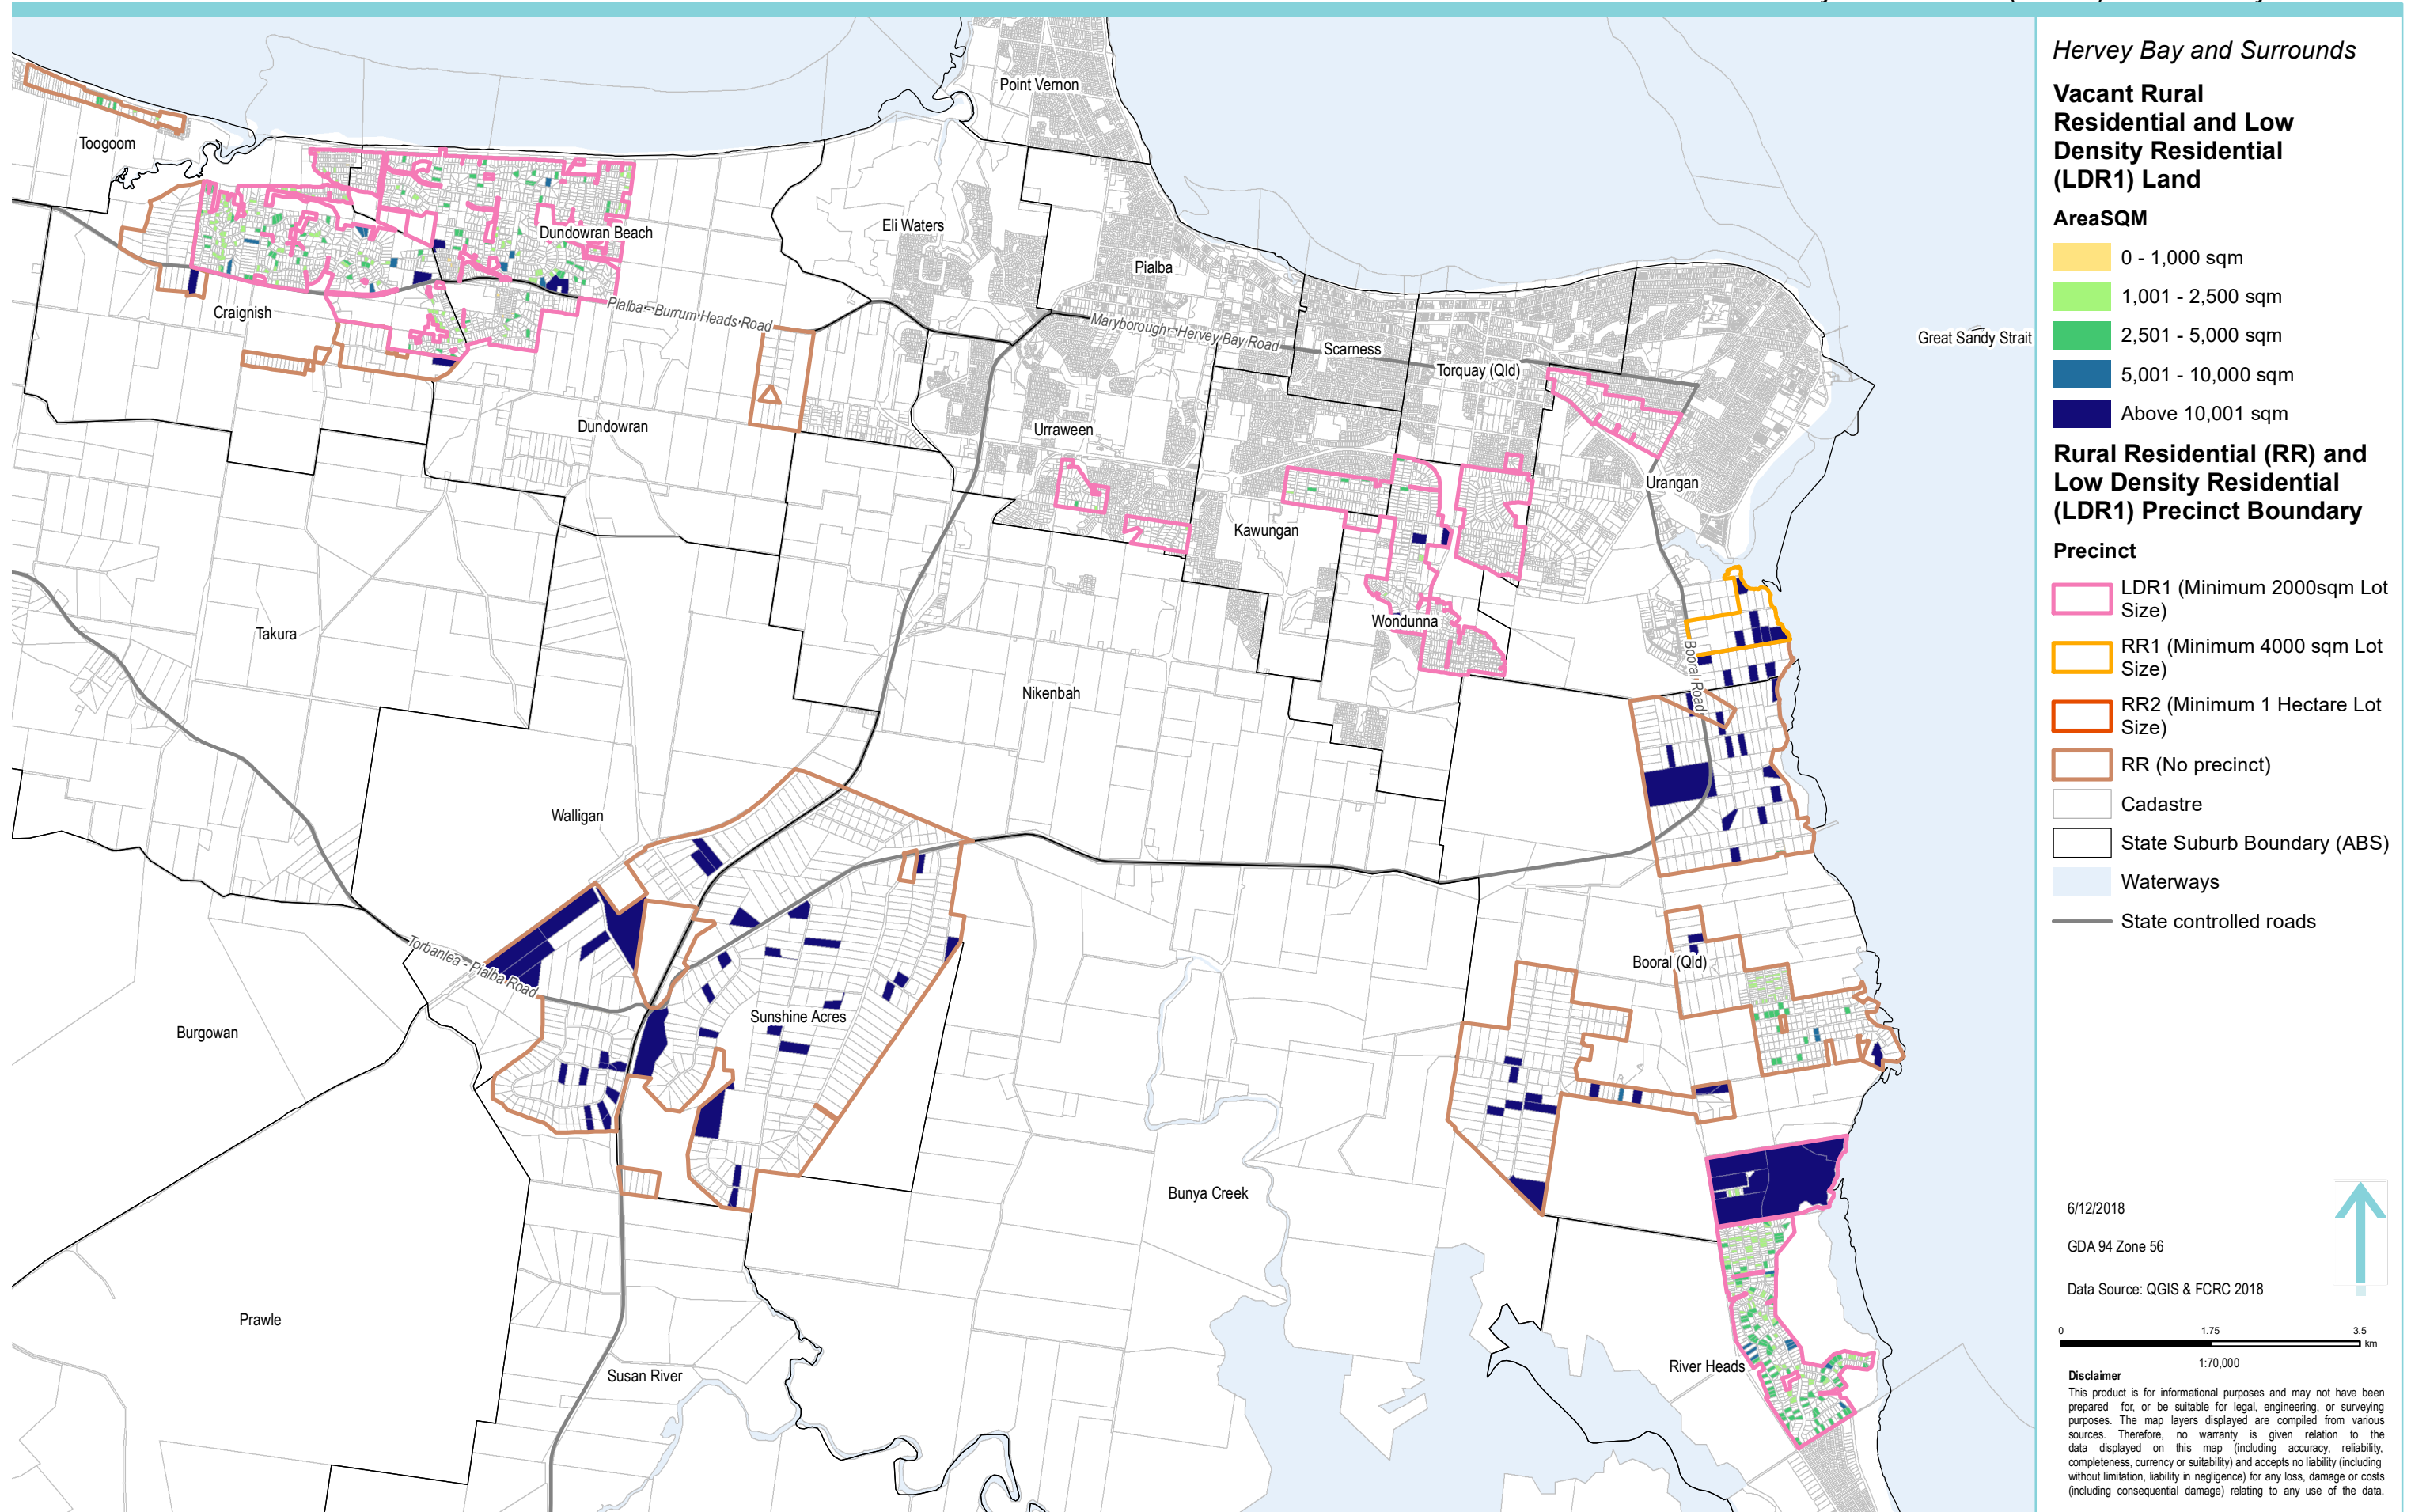 Hervey Bay and Surrounds
Vacant Rural
Residential and Low
Density Residential
(LDR1) Land
AreaSQM
0 - 1,000 sqm
1,001 - 2,500 sqm
2,501 - 5,000 sqm
5,001 - 10,000 sqm
Above 10,001 sqm
Rural Residential (RR) and
Low Density Residential
(LDR1) Precinct Boundary
Precinct
LDR1 (Minimum 2000sqm Lot
Size)
RR1 (Minimum 4000 sqm Lot
Size)
RR2 (Minimum 1 Hectare Lot
Size)
RR (No precinct)
Cadastre
State Suburb Boundary (ABS)
Waterways
State controlled roads
6/12/2018
GDA 94 Zone 56
Data Source: QGIS & FCRC 2018
0 1.75 3.5
km
1:70,000
Disclaimer
This product is for informational purposes and may not have been
prepared for, or be suitable for legal, engineering, or surveying
purposes. The map layers displayed are compiled from various
sources. Therefore, no warranty is given relation to the
data displayed on this map (including accuracy, reliability,
completeness, currency or suitability) and accepts no liability (including
without limitation, liability in negligence) for any loss, damage or costs
(including consequential damage) relating to any use of the data.
Point Vernon
Toogoom
Eli Waters
Dundowran Beach
Pialba
Craignish
Pialba - Burrum Heads Road
Maryborough - Hervey Bay Road
Great Sandy Strait
Scarness
Torquay (Qld)
Dundowran
Urraween
Urangan
Kawungan
Wondunna
Takura
Booral Road
Nikenbah
Walligan
Torbanlea - Pialba Road
Booral (Qld)
Sunshine Acres
Burgowan
Bunya Creek
Prawle
River Heads
Susan River